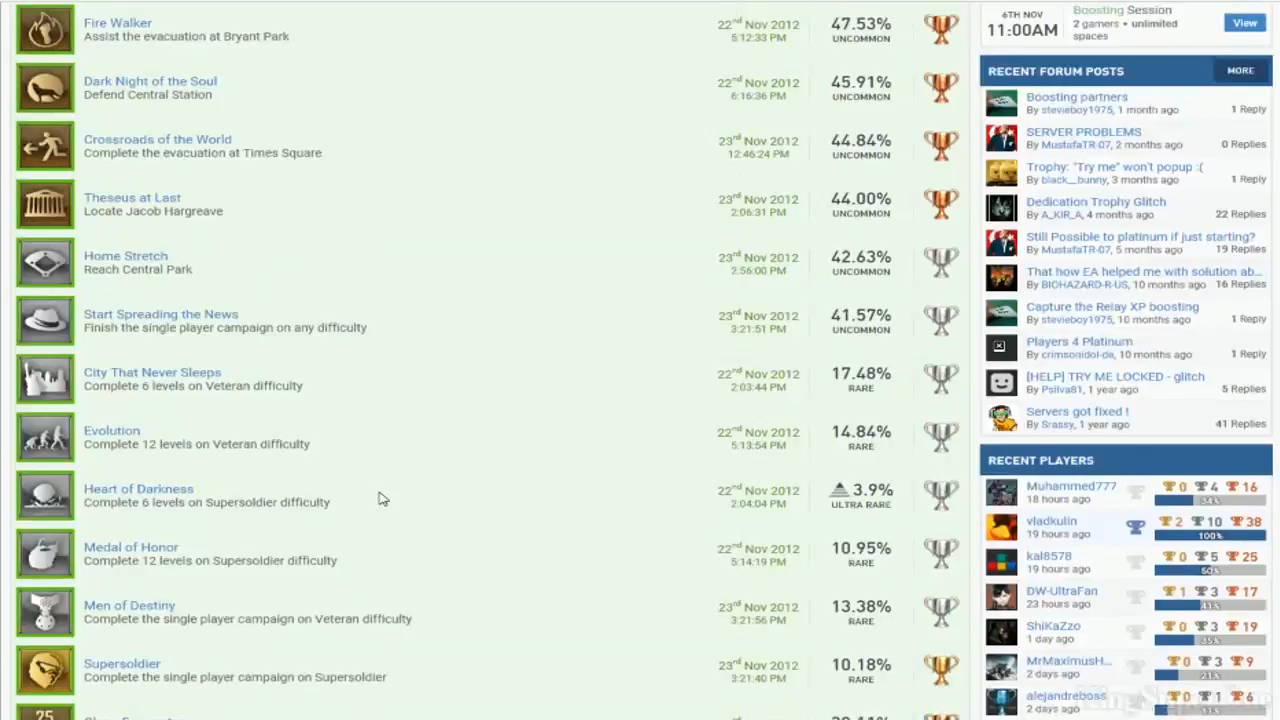 Fire Walker
Assist the evacuation at Bryant Park
22nd Nov 2012
5:12:33 PM
47.53%
UNCOMMON
Dark Night of the Soul
Defend Central Station
22nd Nov 2012
6:16:36 PM
45.91%
UNCOMMON
Crossroads of the World
Complete the evacuation at Times Square
23rd Nov 2012
12:46:24 PM
44.84%
UNCOMMON
Theseus at Last
Locate Jacob Hargreave
23rd Nov 2012
2:06:31 PM
44.00%
UNCOMMON
Home Stretch
Reach Central Park
23rd Nov 2012
2:56:00 PM
42.63%
UNCOMMON
Start Spreading the News
Finish the single player campaign on any difficulty
23rd Nov 2012
3:21:51 PM
41.57%
UNCOMMON
City That Never Sleeps
Complete 6 levels on Veteran difficulty
22nd Nov 2012
2:03:44 PM
17.48%
RARE
Evolution
Complete 12 levels on Veteran difficulty
22nd Nov 2012
5:13:54 PM
14.84%
RARE
Heart of Darkness
Complete 6 levels on Supersoldier difficulty
22nd Nov 2012
2:04:04 PM
3.9%
ULTRA RARE
Medal of Honor
Complete 12 levels on Supersoldier difficulty
22nd Nov 2012
5:14:19 PM
10.95%
RARE
Men of Destiny
Complete the single player campaign on Veteran difficulty
23rd Nov 2012
3:21:56 PM
13.38%
RARE
Supersoldier
Complete the single player campaign on Supersoldier
23rd Nov 2012
3:21:40 PM
10.18%
RARE
25
6TH NOV
11:00AM
Boosting Session
2 gamers • unlimited
spaces
View
RECENT FORUM POSTS
MORE
Boosting partners
By stevieboy1975, 1 month ago
1 Reply
SERVER PROBLEMS
By MustafaTR-07, 2 months ago
0 Replies
Trophy: "Try me" won't popup :(
By black__bunny, 3 months ago
1 Reply
Dedication Trophy Glitch
By A_KIR_A, 4 months ago
22 Replies
Still Possible to platinum if just starting?
By MustafaTR-07, 5 months ago
19 Replies
That how EA helped me with solution ab...
By BIOHAZARD-R-US, 10 months ago
16 Replies
Capture the Relay XP boosting
By stevieboy1975, 10 months ago
1 Reply
Players 4 Platinum
By crimsonidol-de, 10 months ago
1 Reply
[HELP] TRY ME LOCKED - glitch
By Psilva81, 1 year ago
5 Replies
Servers got fixed !
By Srassy, 1 year ago
41 Replies
RECENT PLAYERS
Muhammed777
18 hours ago
0 4 16
34%
vladkulin
19 hours ago
2 10 38
100%
kal8578
19 hours ago
0 5 25
50%
DW-UltraFan
23 hours ago
1 3 17
41%
ShiKaZzo
1 day ago
0 3 19
35%
MrMaximusH...
2 days ago
0 3 9
21%
alejandreboss
2 days ago
0 1 6
11%